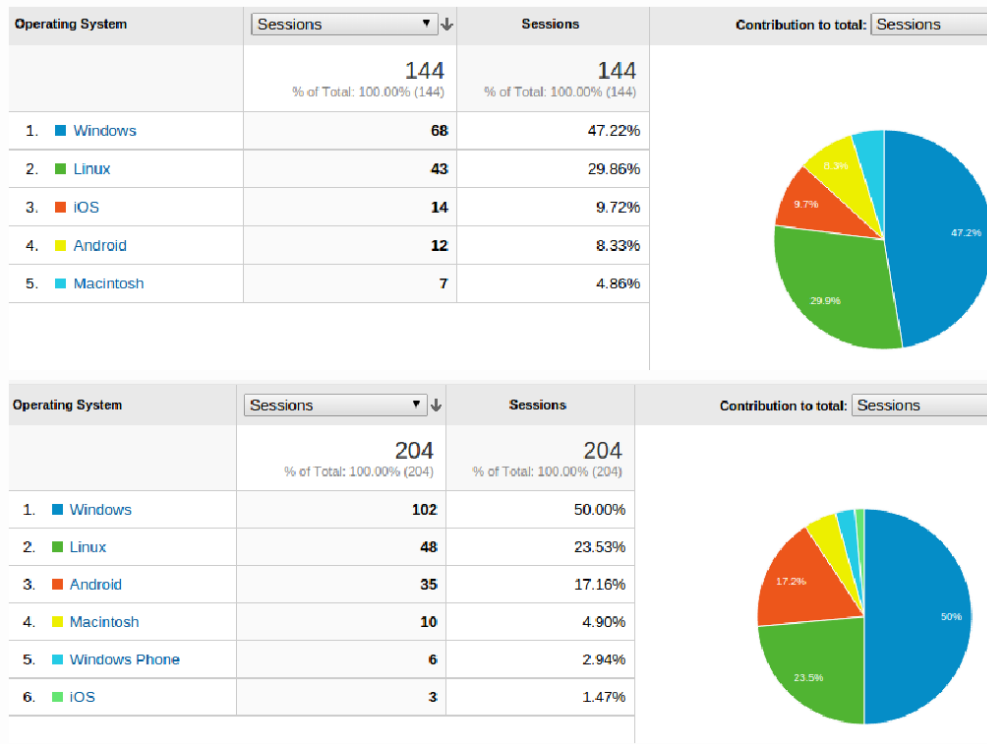 Operating System Sessions Sessions Contribution to total: Sessions
144 144
% of Total: 100.00% (144) % of Total: 100.00% (144)
1. Windows 68 47.22%
2. Linux 43 29.86%
3. iOS 14 9.72%
4. Android 12 8.33%
5. Macintosh 7 4.86%
8.3%
9.7%
47.2%
29.9%
Operating System Sessions Sessions Contribution to total: Sessions
204 204
% of Total: 100.00% (204) % of Total: 100.00% (204)
1. Windows 102 50.00%
2. Linux 48 23.53%
3. Android 35 17.16%
4. Macintosh 10 4.90%
5. Windows Phone 6 2.94%
6. iOS 3 1.47%
17.2%
50%
23.5%